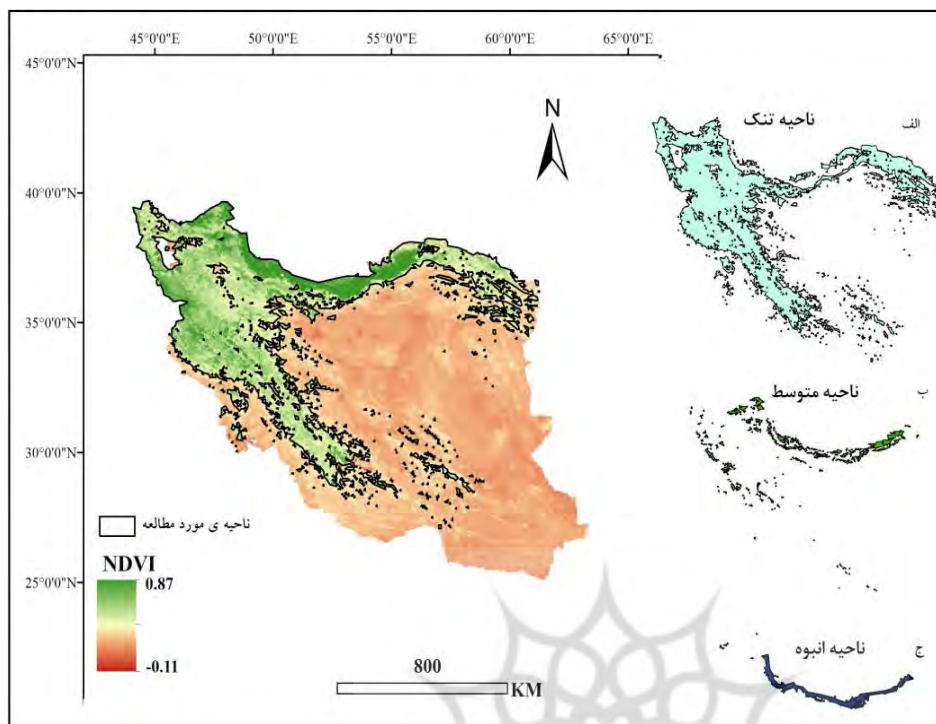 45°0'0"E 50°0'0"E 55°0'0"E 60°0'0"E 65°0'0"E
45°0'0"N
40°0'0"N
35°0'0"N
30°0'0"N
25°0'0"N
N
ناحیه ی مورد مطالعه
NDVI
0.87
-0.11
800
KM
ناحیه تنک
الف
ناحیه متوسط
ب
ناحیه انبوه
ج